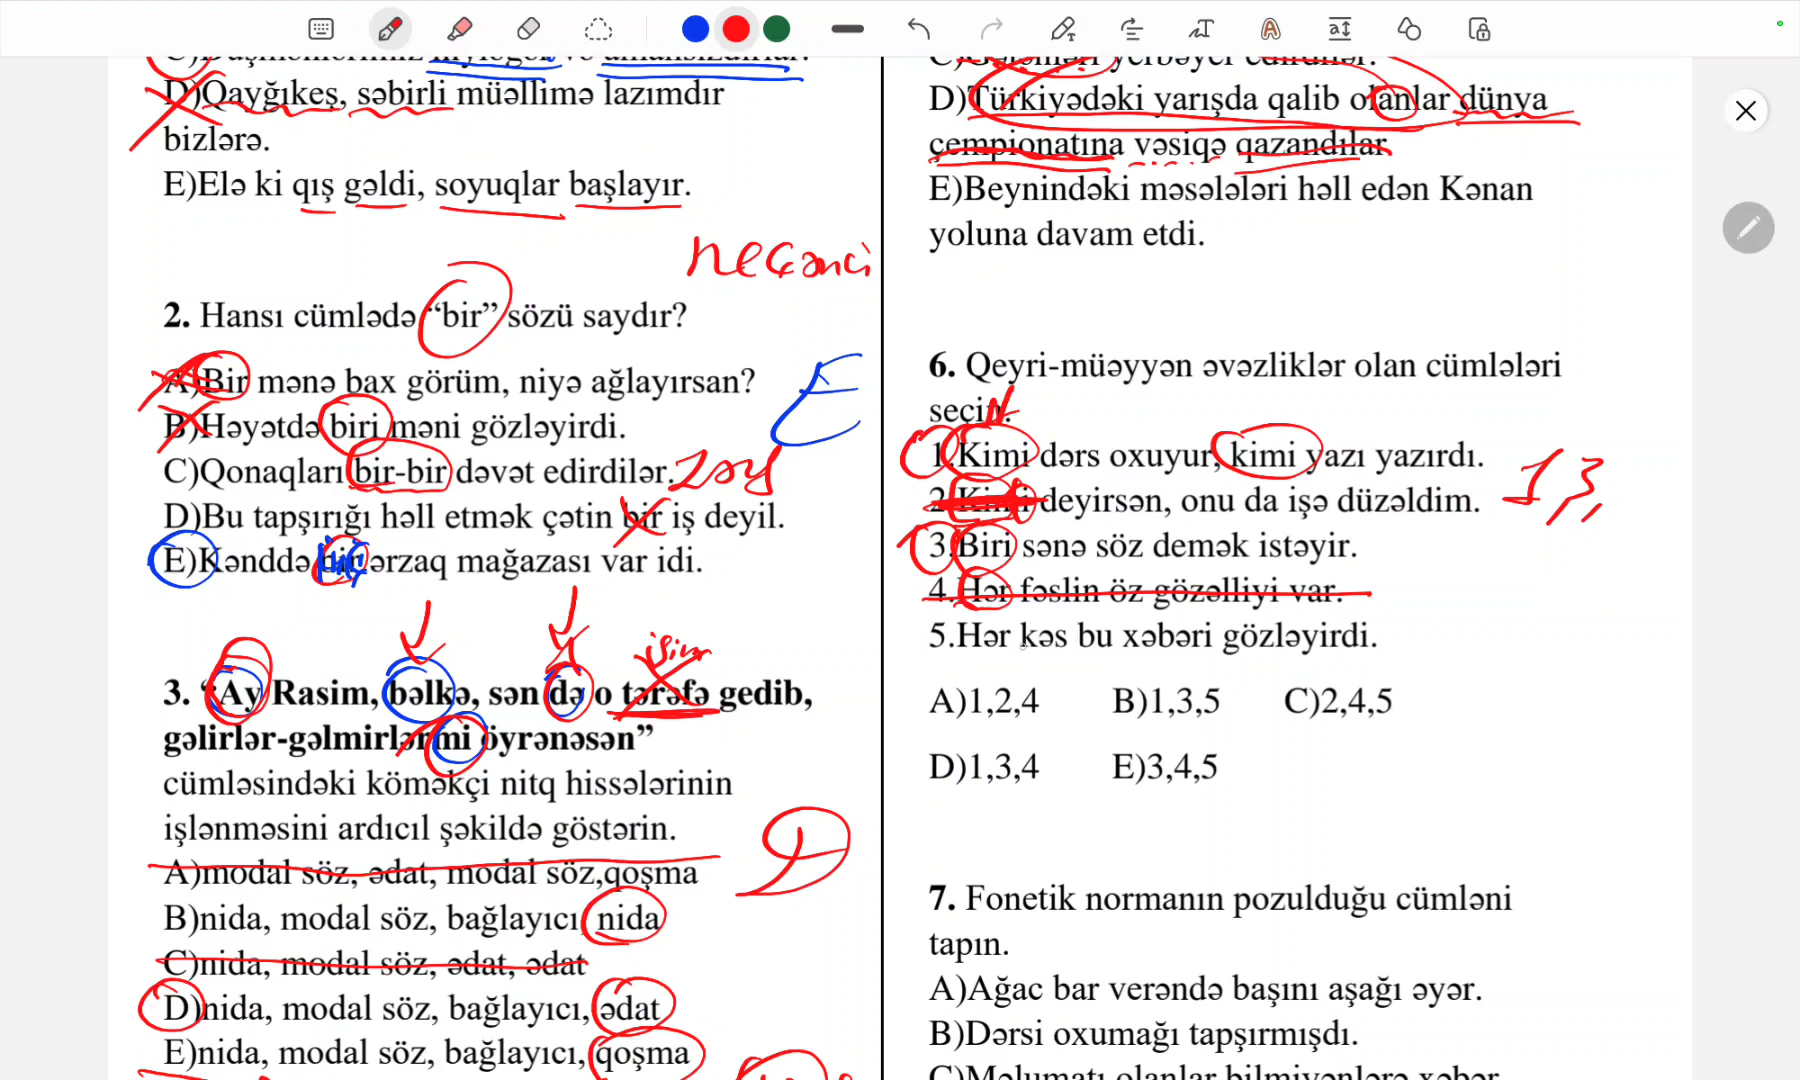 D)Qayğıkeş, səbirli müəllimə lazımdır
bizlərə.
E)Elə ki qış gəldi, soyuqlar başlayır.
neçənci
2. Hansı cümlədə “bir” sözü saydır?
A)Bir mənə bax görüm, niyə ağlayırsan?
B)Həyətdə biri məni gözləyirdi.
C)Qonaqları bir-bir dəvət edirdilər.
D)Bu tapşırığı həll etmək çətin bir iş deyil.
E)Kənddə bir ərzaq mağazası var idi.
isim
3. “Ay Rasim, bəlkə, sən də o tərəfə gedib,
gəlirlər-gəlmirlərmi öyrənəsən”
cümləsindəki köməkçi nitq hissələrinin
işlənməsini ardıcıl şəkildə göstərin.
A)modal söz, ədat, modal söz,qoşma
B)nida, modal söz, bağlayıcı, nida
C)nida, modal söz, ədat, ədat
D)nida, modal söz, bağlayıcı, ədat
E)nida, modal söz, bağlayıcı, qoşma
D
D)Türkiyədəki yarışda qalib olanlar dünya
çempionatına vəsiqə qazandılar.
E)Beynindəki məsələləri həll edən Kənan
yoluna davam etdi.
6. Qeyri-müəyyən əvəzliklər olan cümlələri
seçin.
1.Kimi dərs oxuyur, kimi yazı yazırdı.
2.Kimi deyirsən, onu da işə düzəldim.
1,3,
3.Biri sənə söz demək istəyir.
4.Hər fəslin öz gözəlliyi var.
5.Hər kəs bu xəbəri gözləyirdi.
A)1,2,4 B)1,3,5 C)2,4,5
D)1,3,4 E)3,4,5
7. Fonetik normanın pozulduğu cümləni
tapın.
A)Ağac bar verəndə başını aşağı əyər.
B)Dərsi oxumağı tapşırmışdı.
C)Məlumatı olanlar bilməyənlərə xəbər